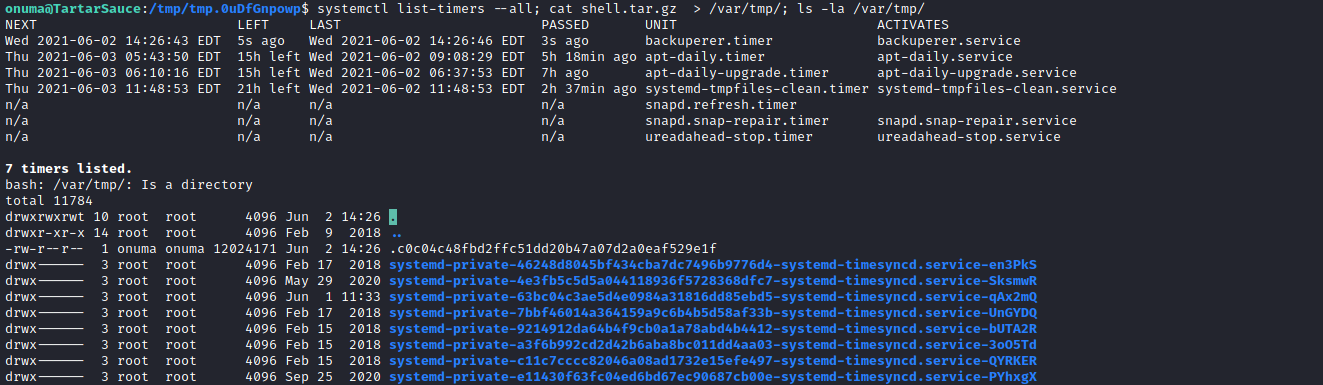 onuma@TartarSauce:/tmp/tmp.0uDfGnpowp$ systemctl list-timers --all; cat shell.tar.gz  > /var/tmp/; ls -la /var/tmp/
NEXT                         LEFT     LAST                         PASSED       UNIT                         ACTIVATES
Wed 2021-06-02 14:26:43 EDT  5s ago   Wed 2021-06-02 14:26:46 EDT  3s ago       backuperer.timer             backuperer.service
Thu 2021-06-03 05:43:50 EDT  15h left Wed 2021-06-02 09:08:29 EDT  5h 18min ago apt-daily.timer              apt-daily.service
Thu 2021-06-03 06:10:16 EDT  15h left Wed 2021-06-02 06:37:53 EDT  7h ago       apt-daily-upgrade.timer      apt-daily-upgrade.service
Thu 2021-06-03 11:48:53 EDT  21h left Wed 2021-06-02 11:48:53 EDT  2h 37min ago systemd-tmpfiles-clean.timer systemd-tmpfiles-clean.service
n/a                          n/a      n/a                          n/a          snapd.refresh.timer
n/a                          n/a      n/a                          n/a          snapd.snap-repair.timer      snapd.snap-repair.service
n/a                          n/a      n/a                          n/a          ureadahead-stop.timer        ureadahead-stop.service
7 timers listed.
bash: /var/tmp/: Is a directory
total 11784
drwxrwxrwt 10 root  root      4096 Jun  2 14:26 .
drwxr-xr-x 14 root  root      4096 Feb  9  2018 ..
-rw-r--r--  1 onuma onuma 12024171 Jun  2 14:26 .c0c04c48fbd2ffc51dd20b47a07d2a0eaf529e1f
drwx------  3 root  root      4096 Feb 17  2018 systemd-private-46248d8045bf434cba7dc7496b9776d4-systemd-timesyncd.service-en3PkS
drwx------  3 root  root      4096 May 29  2020 systemd-private-4e3fb5c5d5a044118936f5728368dfc7-systemd-timesyncd.service-SksmwR
drwx------  3 root  root      4096 Jun  1 11:33 systemd-private-63bc04c3ae5d4e0984a31816dd85ebd5-systemd-timesyncd.service-qAx2mQ
drwx------  3 root  root      4096 Feb 17  2018 systemd-private-7bbf46014a364159a9c6b4b5d58af33b-systemd-timesyncd.service-UnGYDQ
drwx------  3 root  root      4096 Feb 15  2018 systemd-private-9214912da64b4f9cb0a1a78abd4b4412-systemd-timesyncd.service-bUTA2R
drwx------  3 root  root      4096 Feb 15  2018 systemd-private-a3f6b992cd2d42b6aba8bc011dd4aa03-systemd-timesyncd.service-3oO5Td
drwx------  3 root  root      4096 Feb 15  2018 systemd-private-c11c7cccc82046a08ad1732e15efe497-systemd-timesyncd.service-QYRKER
drwx------  3 root  root      4096 Sep 25  2020 systemd-private-e11430f63fc04ed6bd67ec90687cb00e-systemd-timesyncd.service-PYhxgX